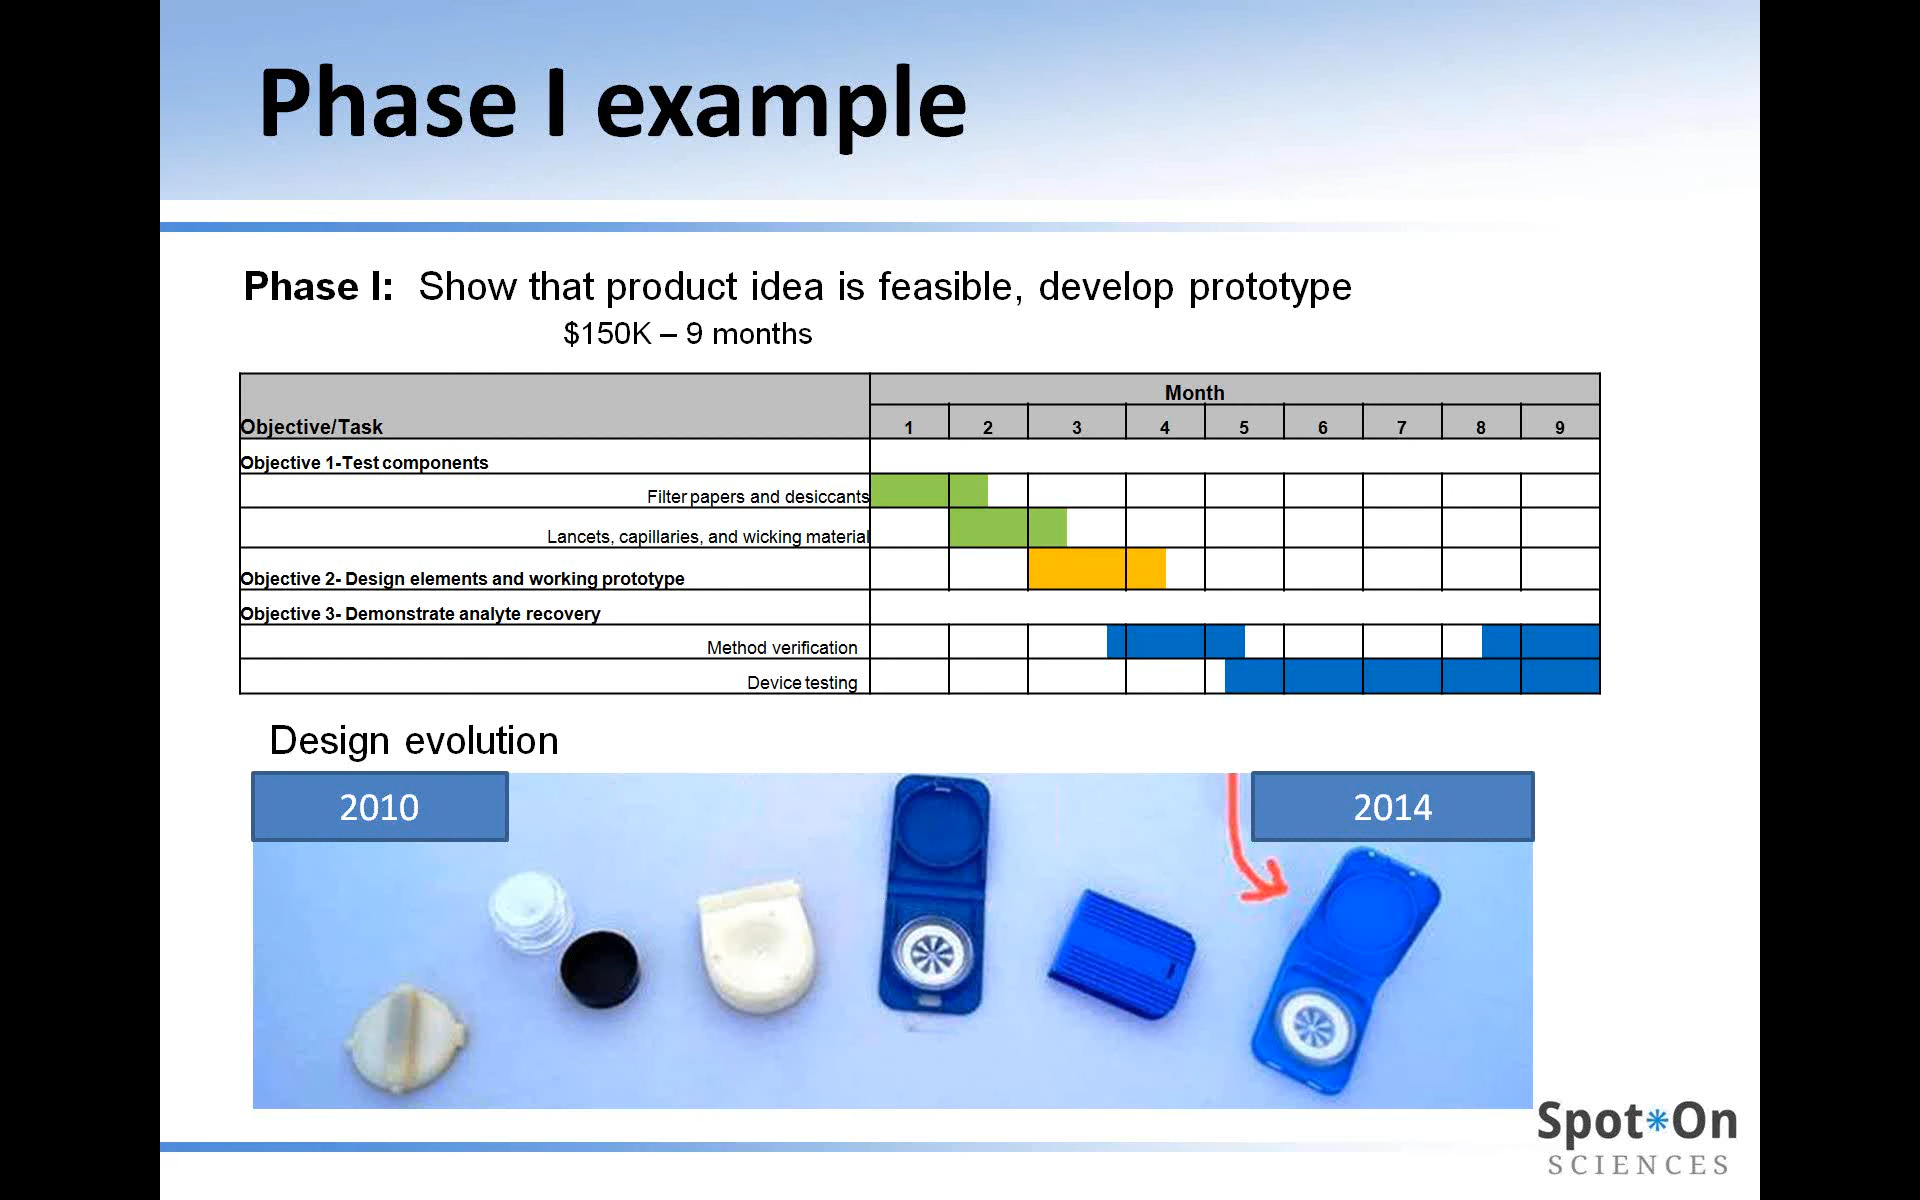 Phase I example
Phase I: Show that product idea is feasible, develop prototype
$150K – 9 months
Month
Objective/Task 1 2 3 4 5 6 7 8 9
Objective 1-Test components
Filter papers and desiccants
Lancets, capillaries, and wicking material
Objective 2- Design elements and working prototype
Objective 3- Demonstrate analyte recovery
Method verification
Device testing
Design evolution
2010 2014
Spot*On
SCIENCES